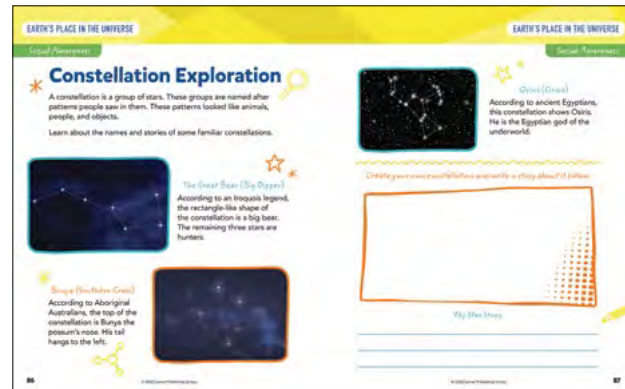 EARTH'S PLACE IN THE UNIVERSE
Social Awareness
Constellation Exploration
A constellation is a group of stars. These groups are named after
patterns people saw in them. These patterns looked like animals,
people, and objects.
Learn about the names and stories of some familiar constellations.
The Great Bear (Big Dipper)
According to an Iroquois legend,
the rectangle-like shape of
the constellation is a big bear.
The remaining three stars are
hunters.
Bunya (Southern Cross)
According to Aboriginal
Australians, the top of the
constellation is Bunya the
possum's nose. His tail
hangs to the left.
86
EARTH'S PLACE IN THE UNIVERSE
Social Awareness
Osiris (Orion)
According to ancient Egyptians,
this constellation shows Osiris.
He is the Egyptian god of the
underworld.
Create your own constellation and write a story about it below.
My Star Story
87